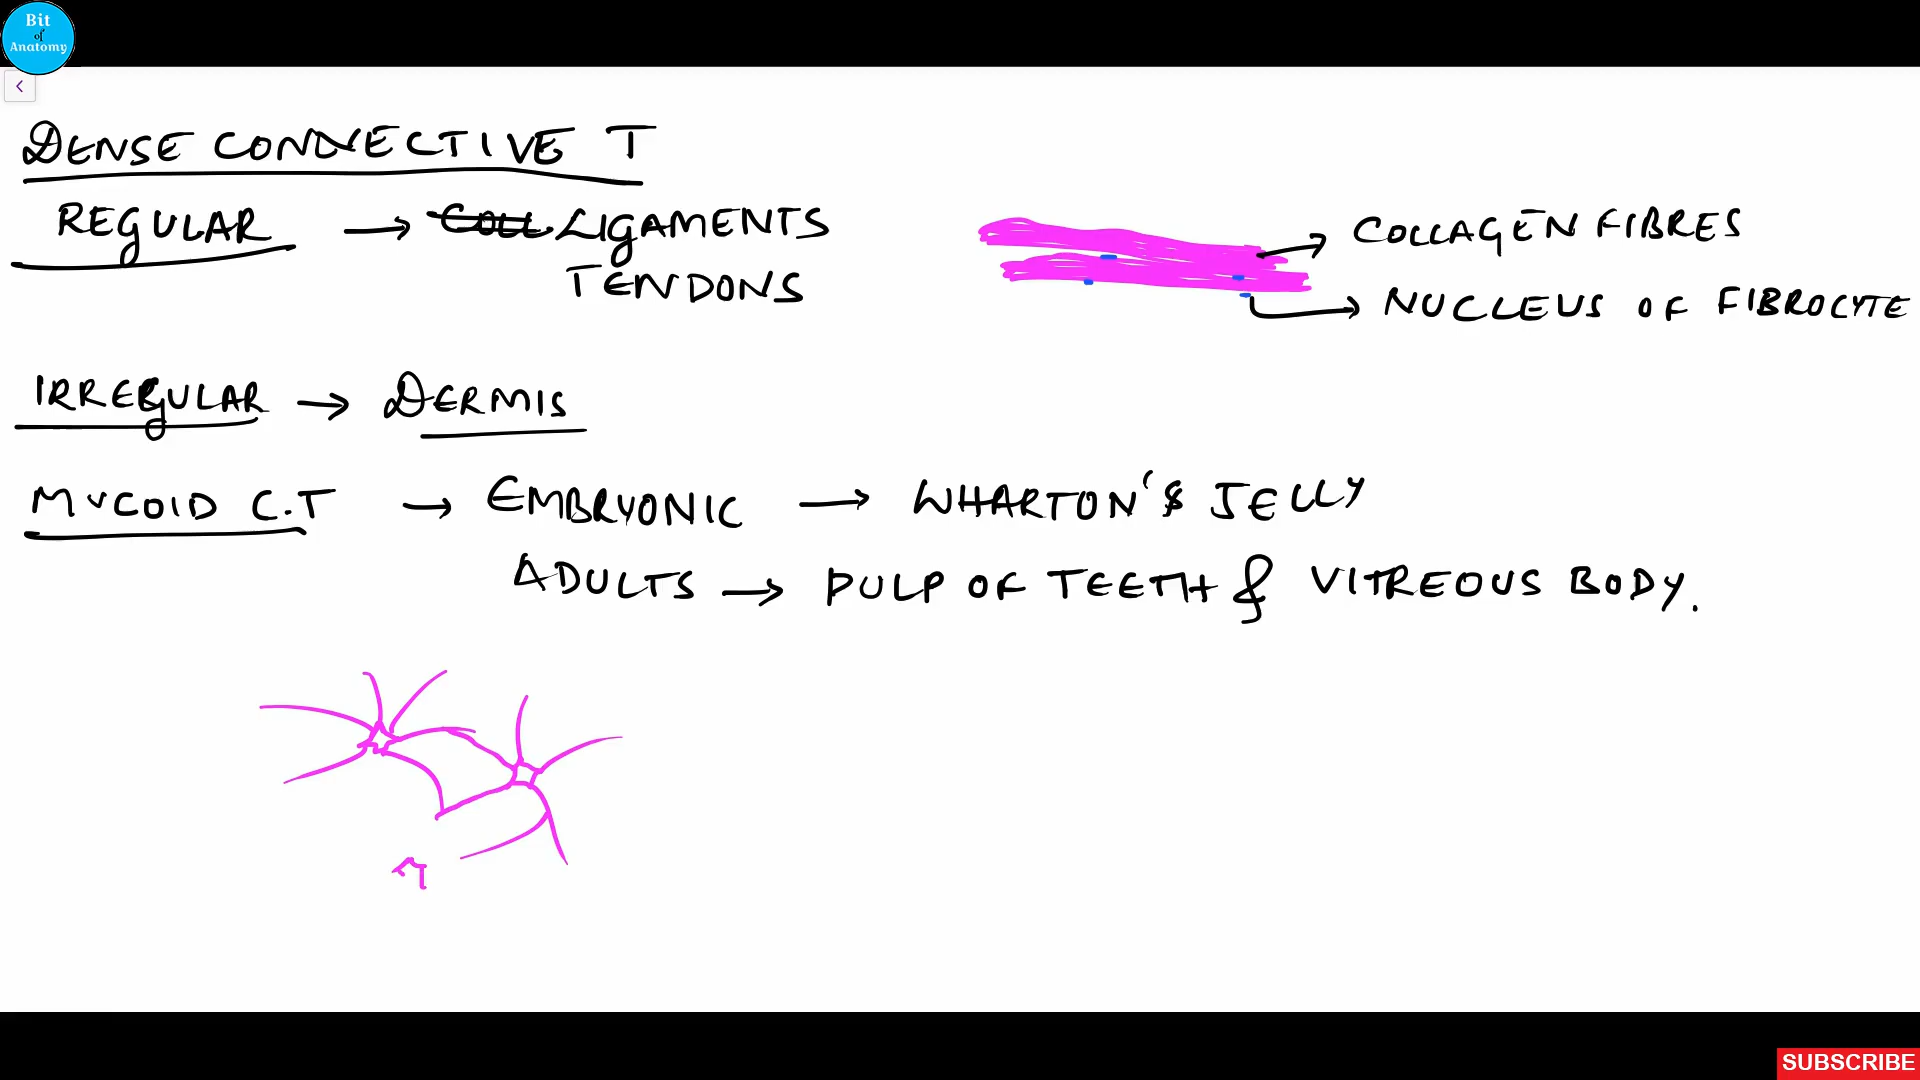 Bit
of
Anatomy
DENSE CONNECTIVE T
REGULAR → COLL LIGAMENTS
TENDONS
COLLAGEN FIBRES
NUCLEUS OF FIBROCYTE
IRREGULAR → DERMIS
MUCOID C.T → EMBRYONIC → WHARTON'S JELLY
ADULTS → PULP OF TEETH & VITREOUS BODY.
SUBSCRIBE